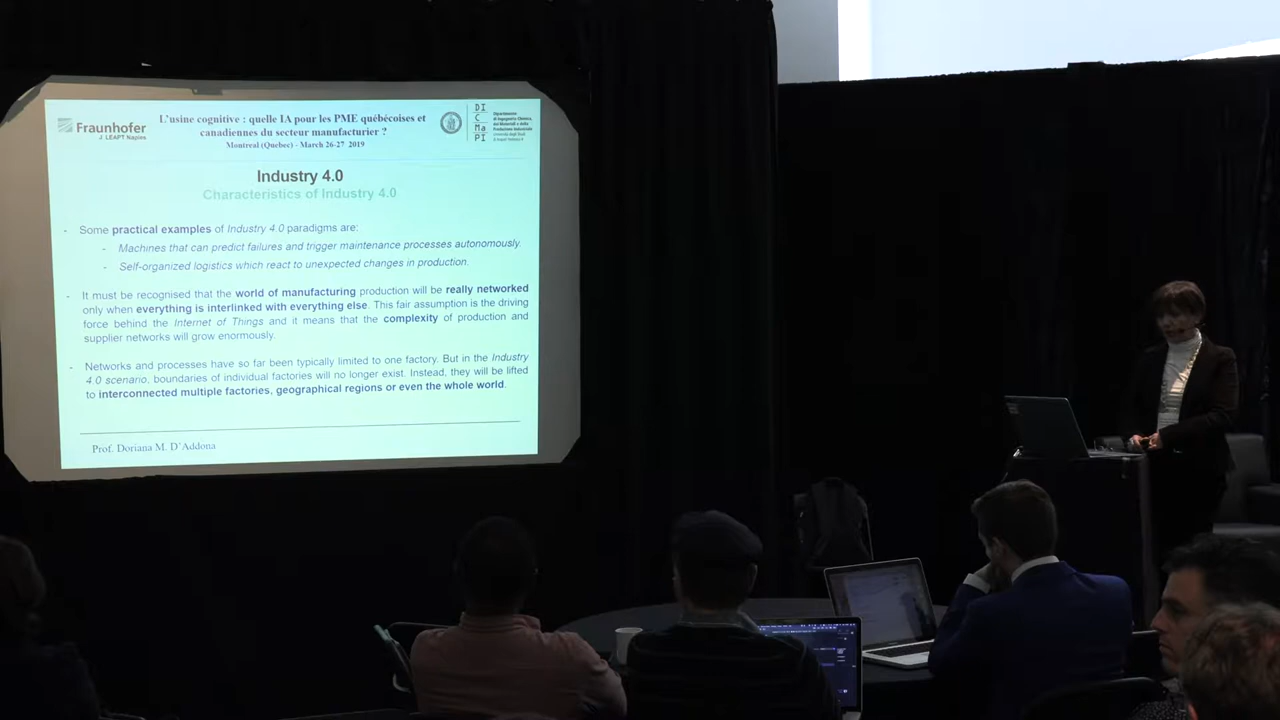 Fraunhofer
J LEAPT Naples
L'usine cognitive : quelle IA pour les PME québécoises et
canadiennes du secteur manufacturier ?
Montreal (Quebec) - March 26-27 2019
DI
C
Ma
PI
Industry 4.0
Characteristics of Industry 4.0
- Some practical examples of Industry 4.0 paradigms are:
- Machines that can predict failures and trigger maintenance processes autonomously.
- Self-organized logistics which react to unexpected changes in production.
- It must be recognised that the world of manufacturing production will be really networked
only when everything is interlinked with everything else. This fair assumption is the driving
force behind the Internet of Things and it means that the complexity of production and
supplier networks will grow enormously.
- Networks and processes have so far been typically limited to one factory. But in the Industry
4.0 scenario, boundaries of individual factories will no longer exist. Instead, they will be lifted
to interconnected multiple factories, geographical regions or even the whole world.
Prof. Doriana M. D'Addona